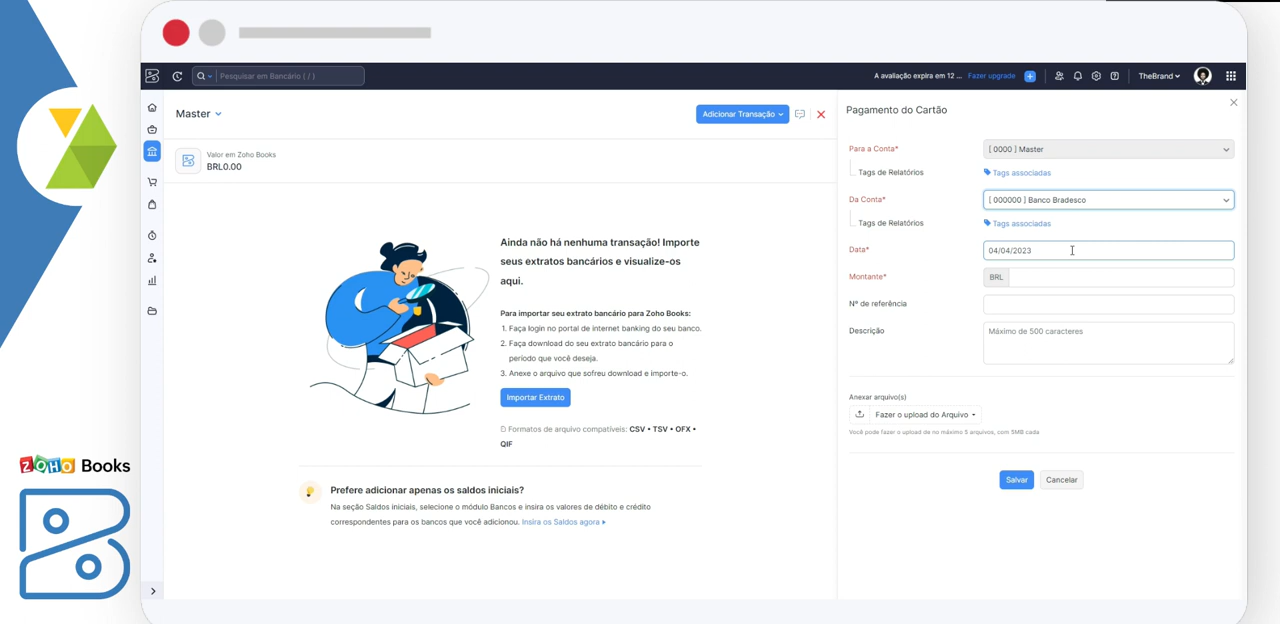 Pesquisar em Bancário ( / )
A avaliação expira em 12 ... Fazer upgrade
TheBrand
Master
Adicionar Transação
Valor em Zoho Books
BRL0.00
Ainda não há nenhuma transação! Importe
seus extratos bancários e visualize-os
aqui.
Para importar seu extrato bancário para Zoho Books:
1. Faça login no portal de internet banking do seu banco.
2. Faça download do seu extrato bancário para o
período que você deseja.
3. Anexe o arquivo que sofreu download e importe-o.
Importar Extrato
Formatos de arquivo compatíveis: CSV • TSV • OFX •
QIF
Prefere adicionar apenas os saldos iniciais?
Na seção Saldos iniciais, selecione o módulo Bancos e insira os valores de débito e crédito
correspondentes para os bancos que você adicionou. Insira os Saldos agora
Pagamento do Cartão
Para a Conta*
[ 0000 ] Master
Tags de Relatórios
Tags associadas
Da Conta*
[ 000000 ] Banco Bradesco
Tags de Relatórios
Tags associadas
Data*
04/04/2023
Montante*
BRL
Nº de referência
Descrição
Máximo de 500 caracteres
Anexar arquivo(s)
Fazer o upload do Arquivo
Você pode fazer o upload de no máximo 5 arquivos, com 5MB cada
Salvar
Cancelar
ZOHO Books